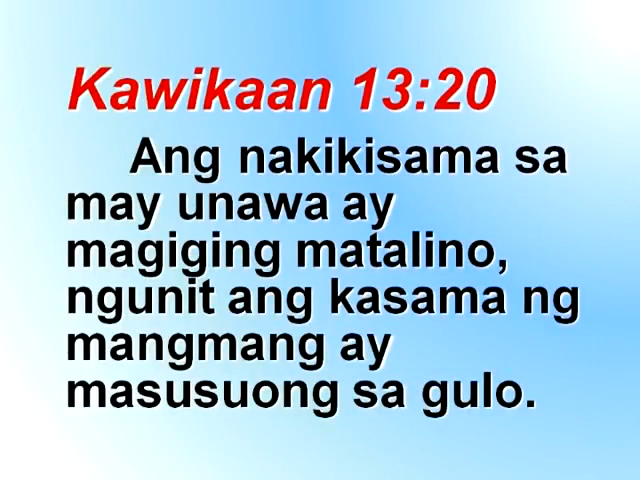 Kawikaan 13:20
Ang nakikisama sa
may unawa ay
magiging matalino,
ngunit ang kasama ng
mangmang ay
masusuong sa gulo.